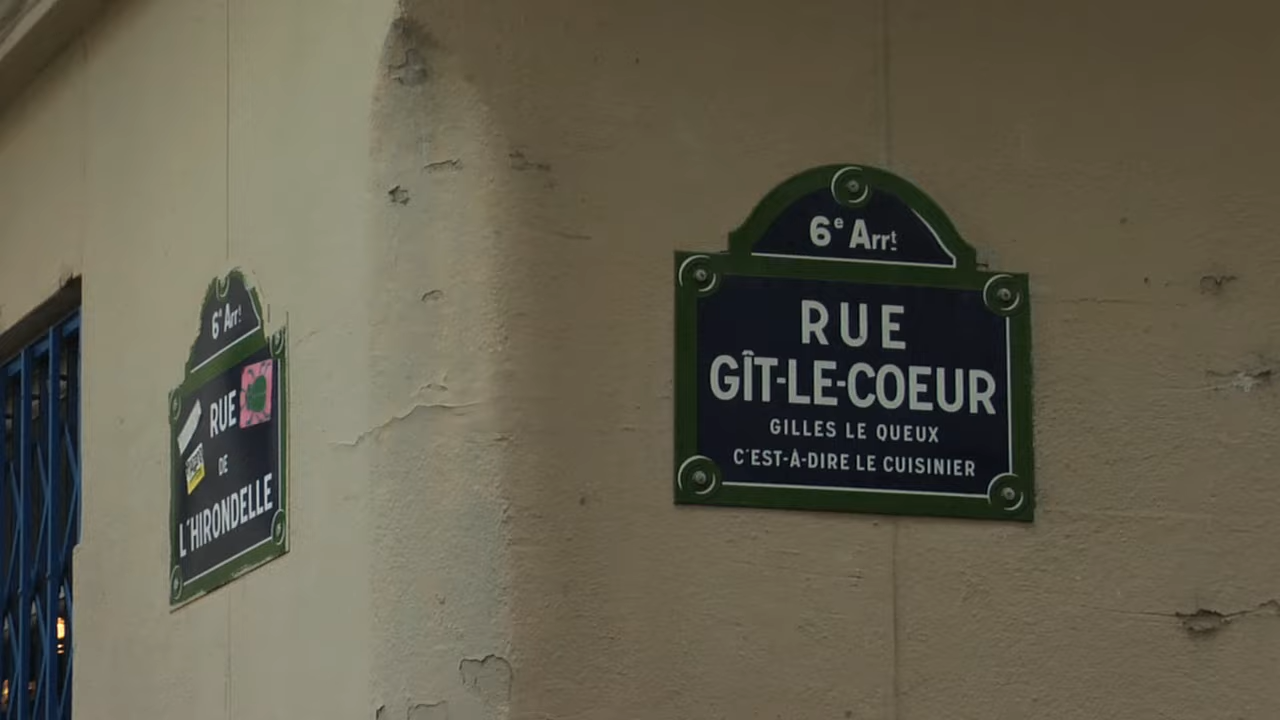 6e Arrt
RUE
DE
L'HIRONDELLE
6e Arrt
RUE
GÎT-LE-COEUR
GILLES LE QUEUX
C'EST-À-DIRE LE CUISINIER